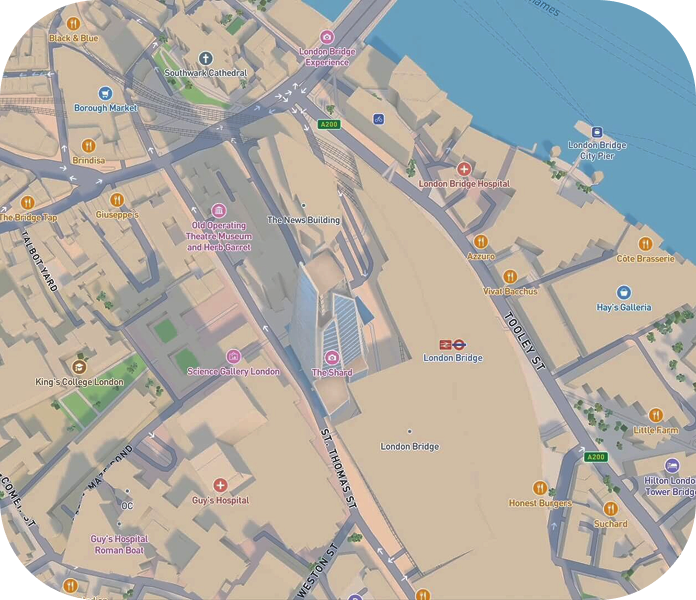 Black & Blue
Southwark Cathedral
London Bridge
Experience
Borough Market
A200
Brindisa
London Bridge
City Pier
London Bridge Hospital
The Bridge Tap
Giuseppe's
Old Operating
Theatre Museum
and Herb Garret
The News Building
Azzuro
Côte Brasserie
TALBOT YARD
Vivat Bacchus
Hay's Galleria
TOOLEY ST
London Bridge
King's College London
Science Gallery London
The Shard
Little Farm
London Bridge
A200
ST. THOMAS ST
Guy's Hospital
Honest Burgers
Suchard
Hilton Londo
Tower Bridge
OC
Guy's Hospital
Roman Boat
WESTON ST